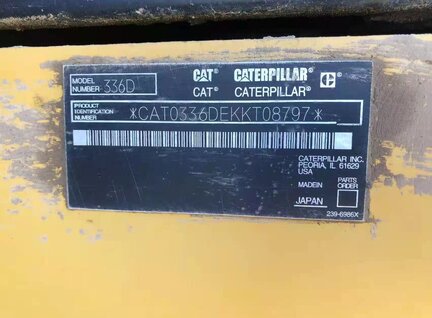 MODEL NUMBER 336D CAT CATERPILLAR
CAT CATERPILLAR
PRODUCT IDENTIFICATION NUMBER *CAT0336DEKKT08797*
CATERPILLAR INC.
PEORIA, IL 61629
USA
MADE IN PARTS ORDER
JAPAN
239-6986X